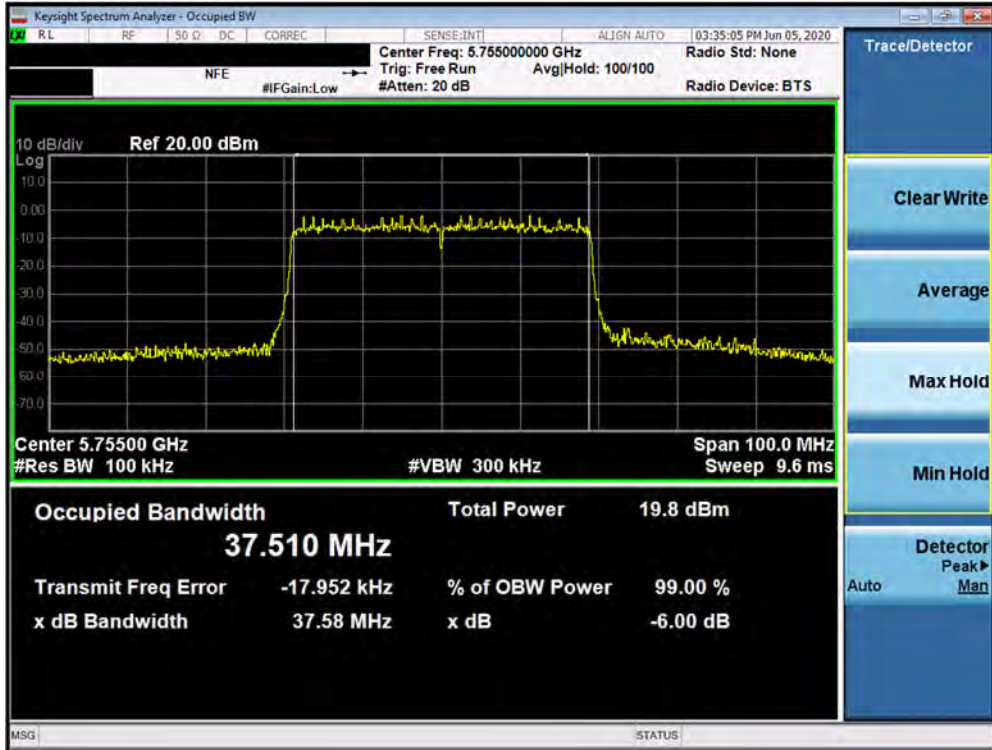 Keysight Spectrum Analyzer - Occupied BW
LXI RL RF 50 Ω DC CORREC SENSE:INT ALIGN AUTO 03:35:05 PM Jun 05, 2020
Center Freq: 5.755000000 GHz Radio Std: None
NFE Trig: Free Run Avg|Hold: 100/100
#IFGain:Low #Atten: 20 dB Radio Device: BTS
10 dB/div Ref 20.00 dBm
Log
10.0
0.00
-10.0
-20.0
-30.0
-40.0
-50.0
-60.0
-70.0
Center 5.75500 GHz Span 100.0 MHz
#Res BW 100 kHz #VBW 300 kHz Sweep 9.6 ms
Occupied Bandwidth Total Power 19.8 dBm
37.510 MHz
Transmit Freq Error -17.952 kHz % of OBW Power 99.00 %
x dB Bandwidth 37.58 MHz x dB -6.00 dB
MSG STATUS
Trace/Detector
Clear Write
Average
Max Hold
Min Hold
Detector
Peak▶
Auto Man